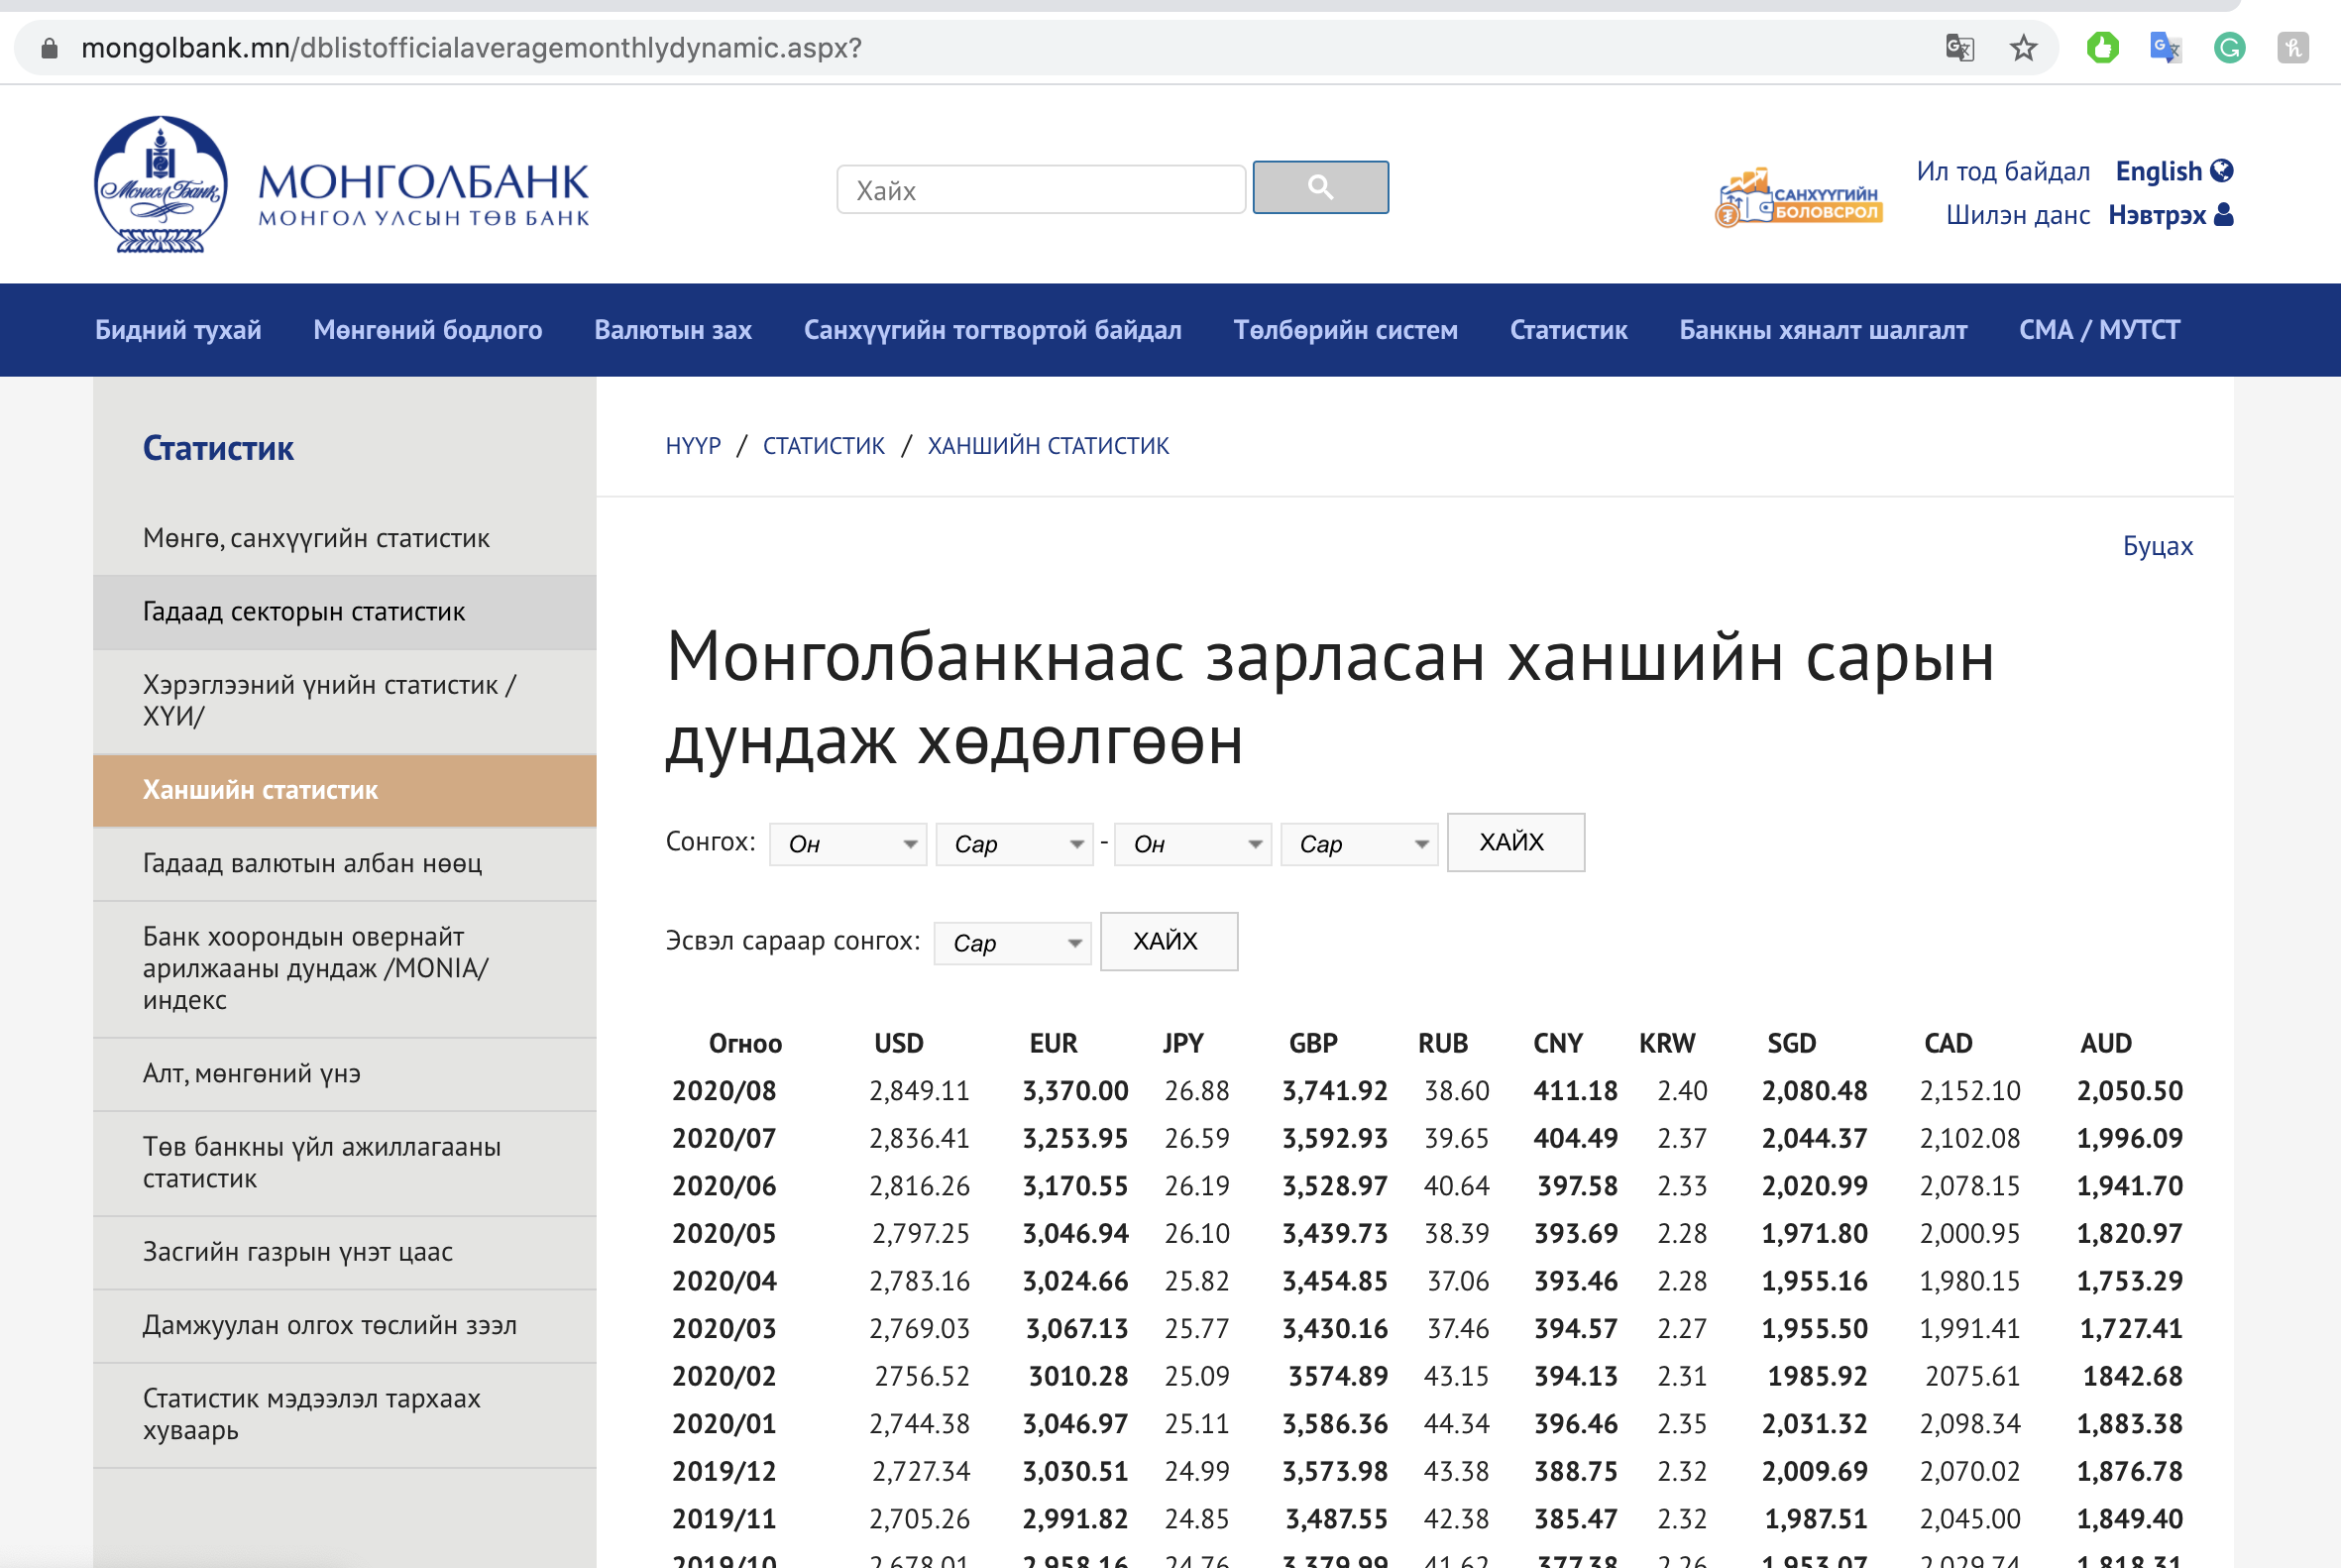 mongolbank.mn/dblistofficialaveragemonthlydynamic.aspx?
МонголБанк
МОНГОЛБАНК
МОНГОЛ УЛСЫН ТӨВ БАНК
Хайх
САНХҮҮГИЙН
БОЛОВСРОЛ
Ил тод байдал English
Шилэн данс Нэвтрэх
Бидний тухай Мөнгөний бодлого Валютын зах Санхүүгийн тогтвортой байдал Төлбөрийн систем Статистик Банкны хяналт шалгалт СМА / МУТСТ
Статистик
Мөнгө, санхүүгийн статистик
Гадаад секторын статистик
Хэрэглээний үнийн статистик /
ХҮИ/
Ханшийн статистик
Гадаад валютын албан нөөц
Банк хоорондын овернайт
арилжааны дундаж /MONIA/
индекс
Алт, мөнгөний үнэ
Төв банкны үйл ажиллагааны
статистик
Засгийн газрын үнэт цаас
Дамжуулан олгох төслийн зээл
Статистик мэдээлэл тархаах
хуваарь
НҮҮР / СТАТИСТИК / ХАНШИЙН СТАТИСТИК
Буцах
Монголбанкнаас зарласан ханшийн сарын
дундаж хөдөлгөөн
Сонгох: Он Сар - Он Сар ХАЙХ
Эсвэл сараар сонгох: Сар ХАЙХ
Огноо USD EUR JPY GBP RUB CNY KRW SGD CAD AUD
2020/08 2,849.11 3,370.00 26.88 3,741.92 38.60 411.18 2.40 2,080.48 2,152.10 2,050.50
2020/07 2,836.41 3,253.95 26.59 3,592.93 39.65 404.49 2.37 2,044.37 2,102.08 1,996.09
2020/06 2,816.26 3,170.55 26.19 3,528.97 40.64 397.58 2.33 2,020.99 2,078.15 1,941.70
2020/05 2,797.25 3,046.94 26.10 3,439.73 38.39 393.69 2.28 1,971.80 2,000.95 1,820.97
2020/04 2,783.16 3,024.66 25.82 3,454.85 37.06 393.46 2.28 1,955.16 1,980.15 1,753.29
2020/03 2,769.03 3,067.13 25.77 3,430.16 37.46 394.57 2.27 1,955.50 1,991.41 1,727.41
2020/02 2756.52 3010.28 25.09 3574.89 43.15 394.13 2.31 1985.92 2075.61 1842.68
2020/01 2,744.38 3,046.97 25.11 3,586.36 44.34 396.46 2.35 2,031.32 2,098.34 1,883.38
2019/12 2,727.34 3,030.51 24.99 3,573.98 43.38 388.75 2.32 2,009.69 2,070.02 1,876.78
2019/11 2,705.26 2,991.82 24.85 3,487.55 42.38 385.47 2.32 1,987.51 2,045.00 1,849.40
2019/10 2,678.01 2,958.16 24.76 3,379.99 41.62 377.38 2.26 1,953.07 2,029.74 1,818.31